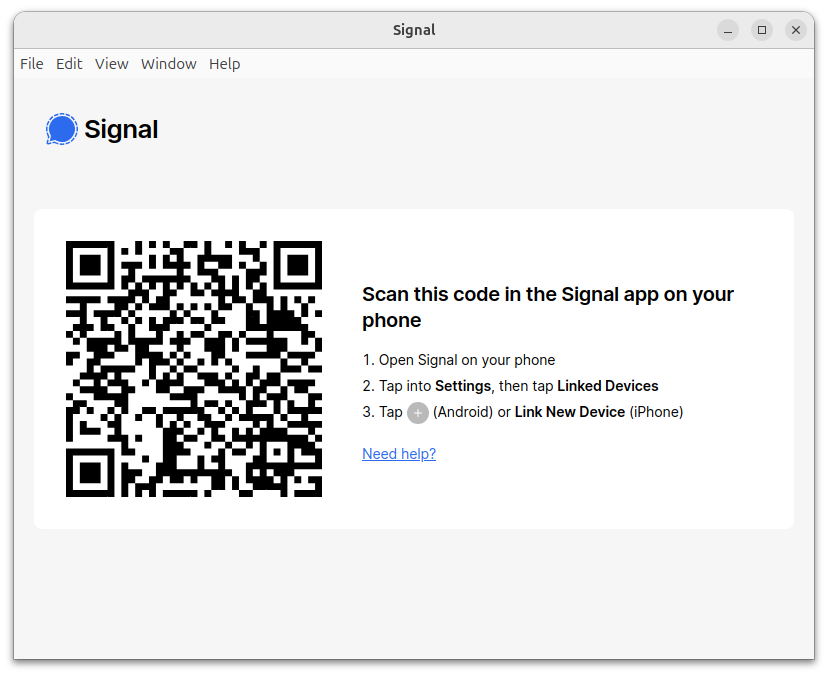 Signal
File Edit View Window Help
Signal
Scan this code in the Signal app on your
phone
1. Open Signal on your phone
2. Tap into Settings, then tap Linked Devices
3. Tap + (Android) or Link New Device (iPhone)
Need help?